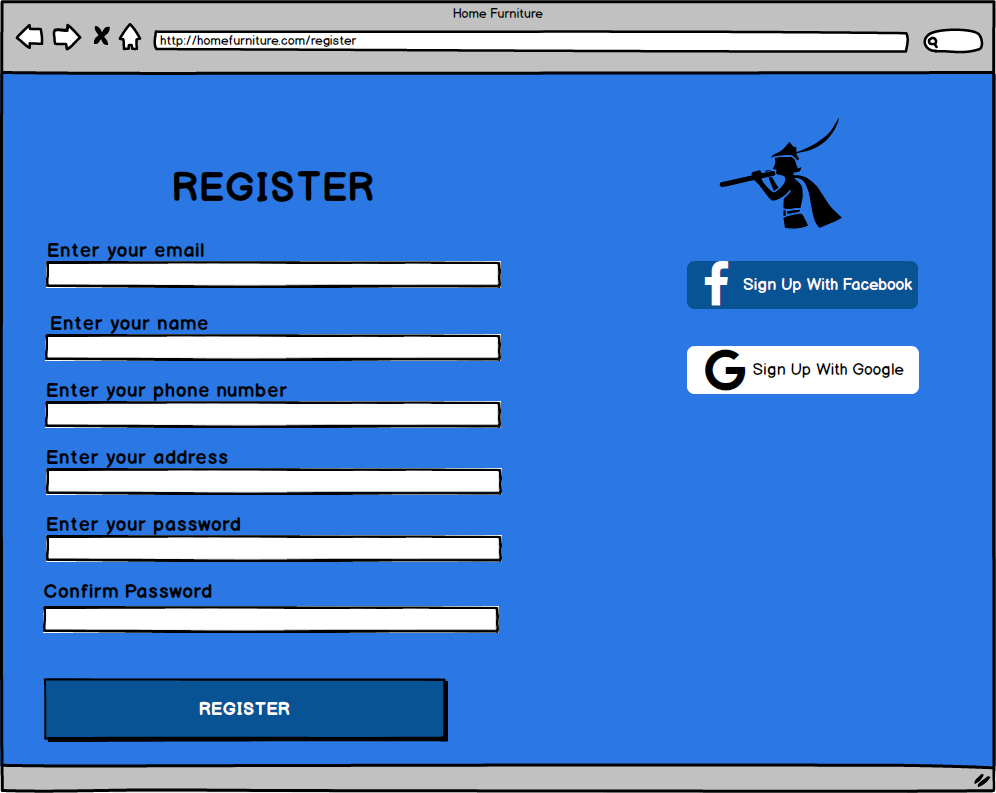 Home Furniture
http://homefurniture.com/register
REGISTER
Enter your email
Enter your name
Enter your phone number
Enter your address
Enter your password
Confirm Password
REGISTER
Sign Up With Facebook
Sign Up With Google